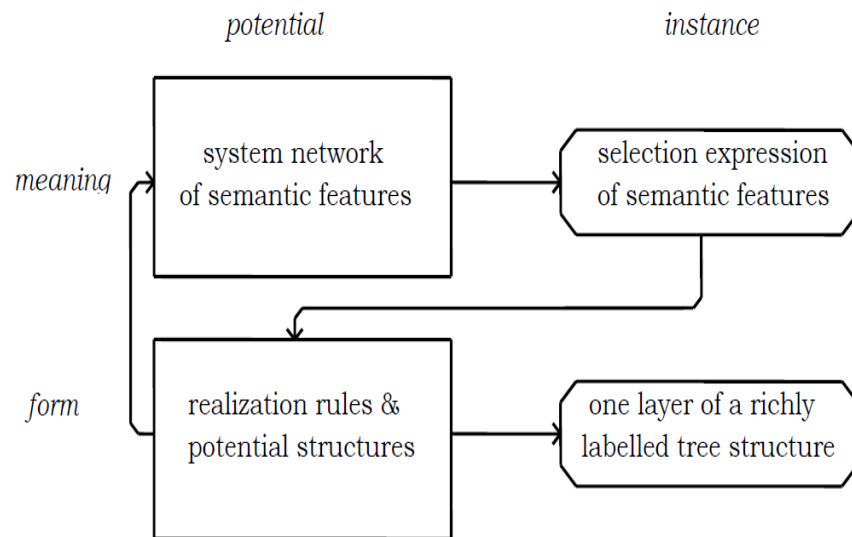 potential
instance
meaning
system network
of semantic features
selection expression
of semantic features
form
realization rules &
potential structures
one layer of a richly
labelled tree structure